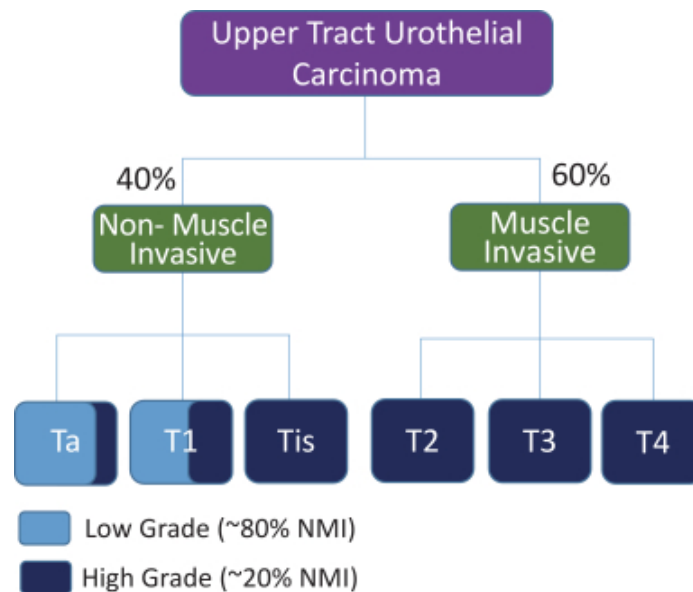 Upper Tract Urothelial
Carcinoma
40%
60%
Non- Muscle
Invasive
Muscle
Invasive
Ta
T1
Tis
T2
T3
T4
Low Grade (~80% NMI)
High Grade (~20% NMI)